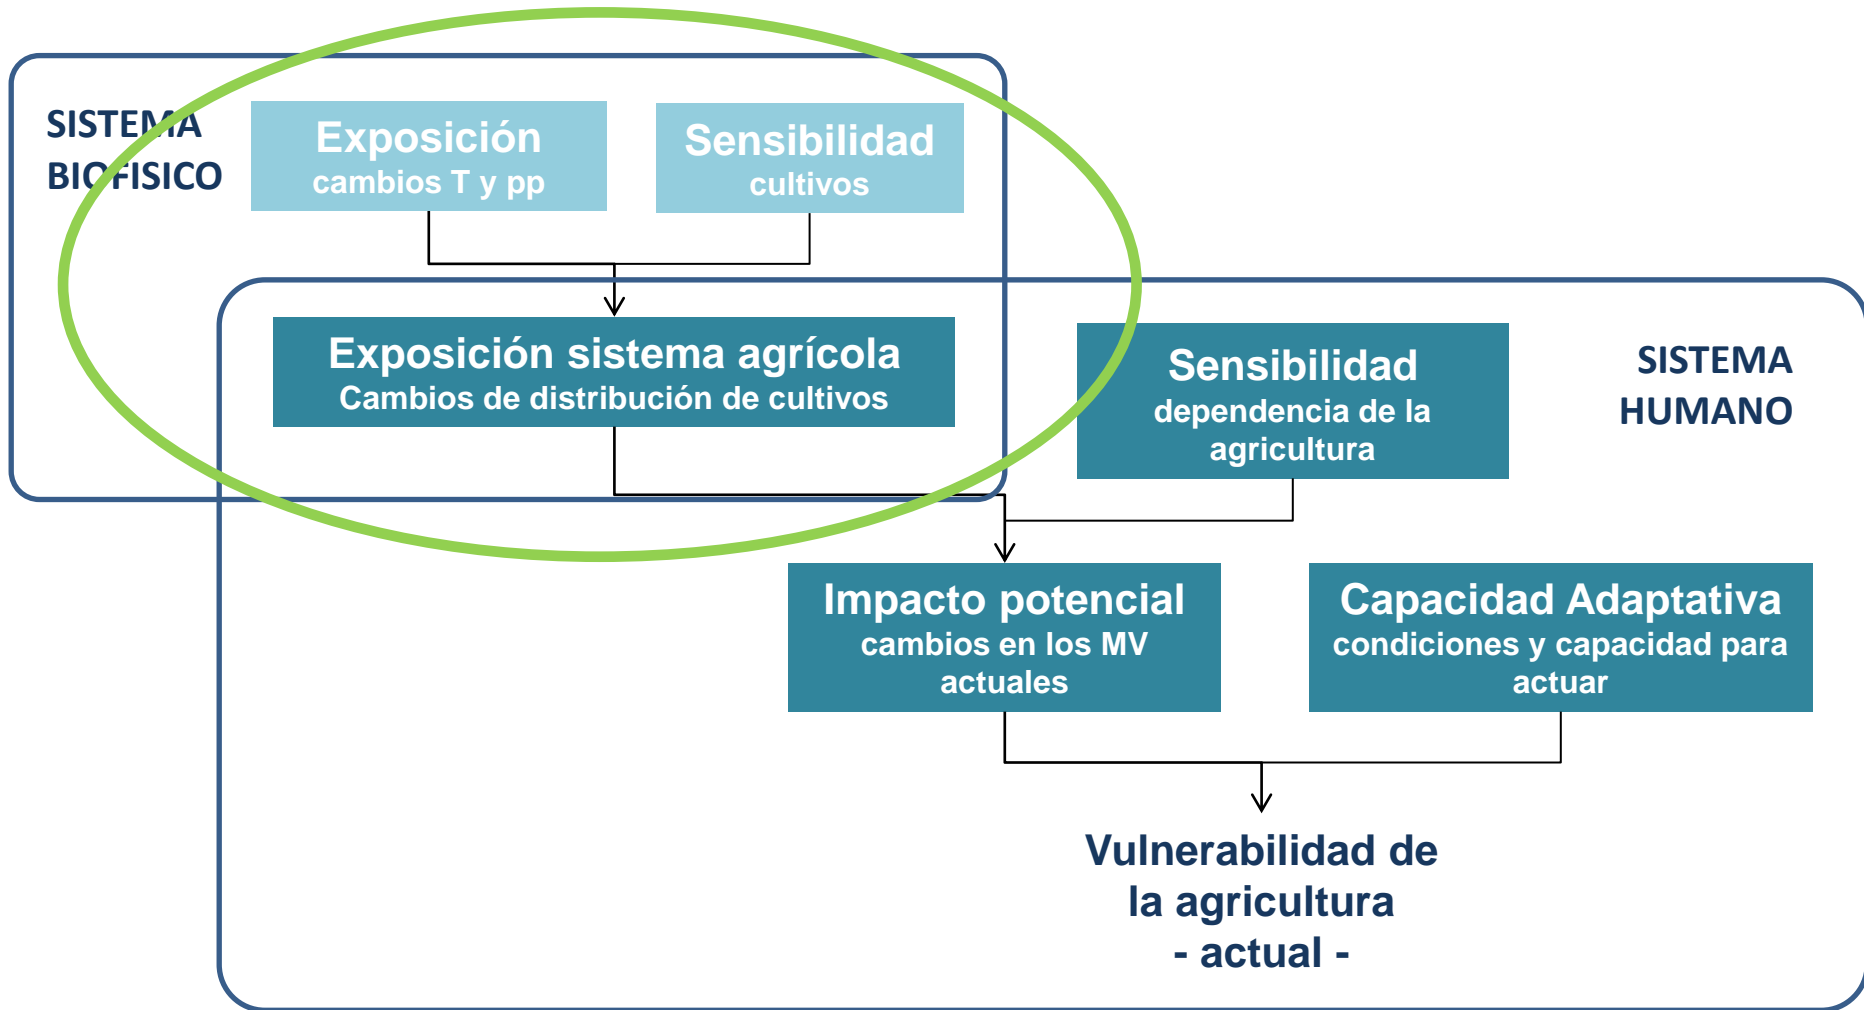 SISTEMA
BIOFISICO
Exposición
cambios T y pp
Sensibilidad
cultivos
Exposición sistema agrícola
Cambios de distribución de cultivos
Sensibilidad
dependencia de la
agricultura
SISTEMA
HUMANO
Impacto potencial
cambios en los MV
actuales
Capacidad Adaptativa
condiciones y capacidad para
actuar
Vulnerabilidad de
la agricultura
- actual -